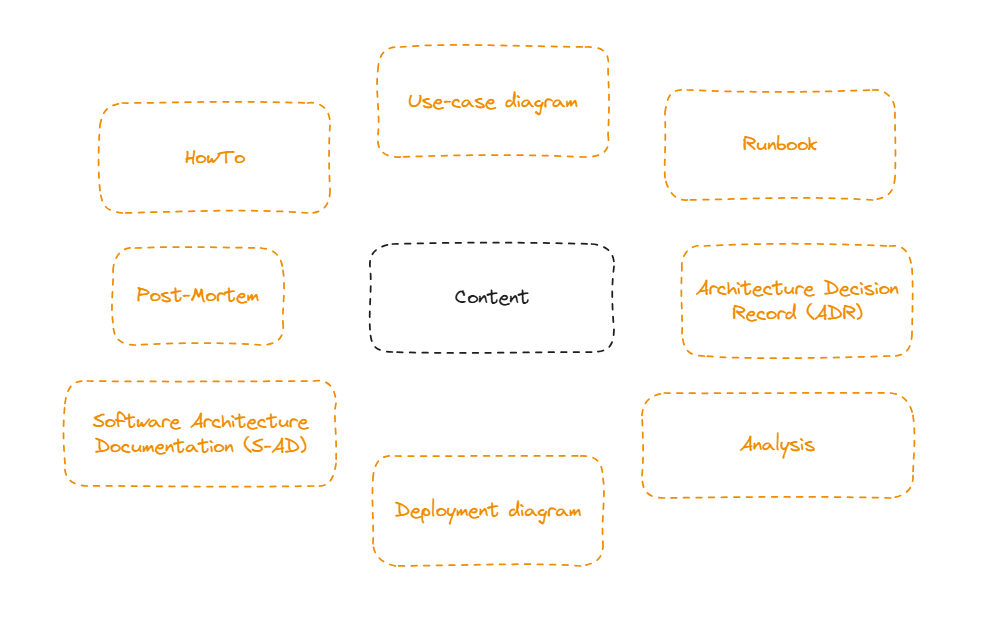 Use-case diagram
HowTo
Runbook
Post-Mortem
Content
Architecture Decision
Record (ADR)
Software Architecture
Documentation (S-AD)
Analysis
Deployment diagram